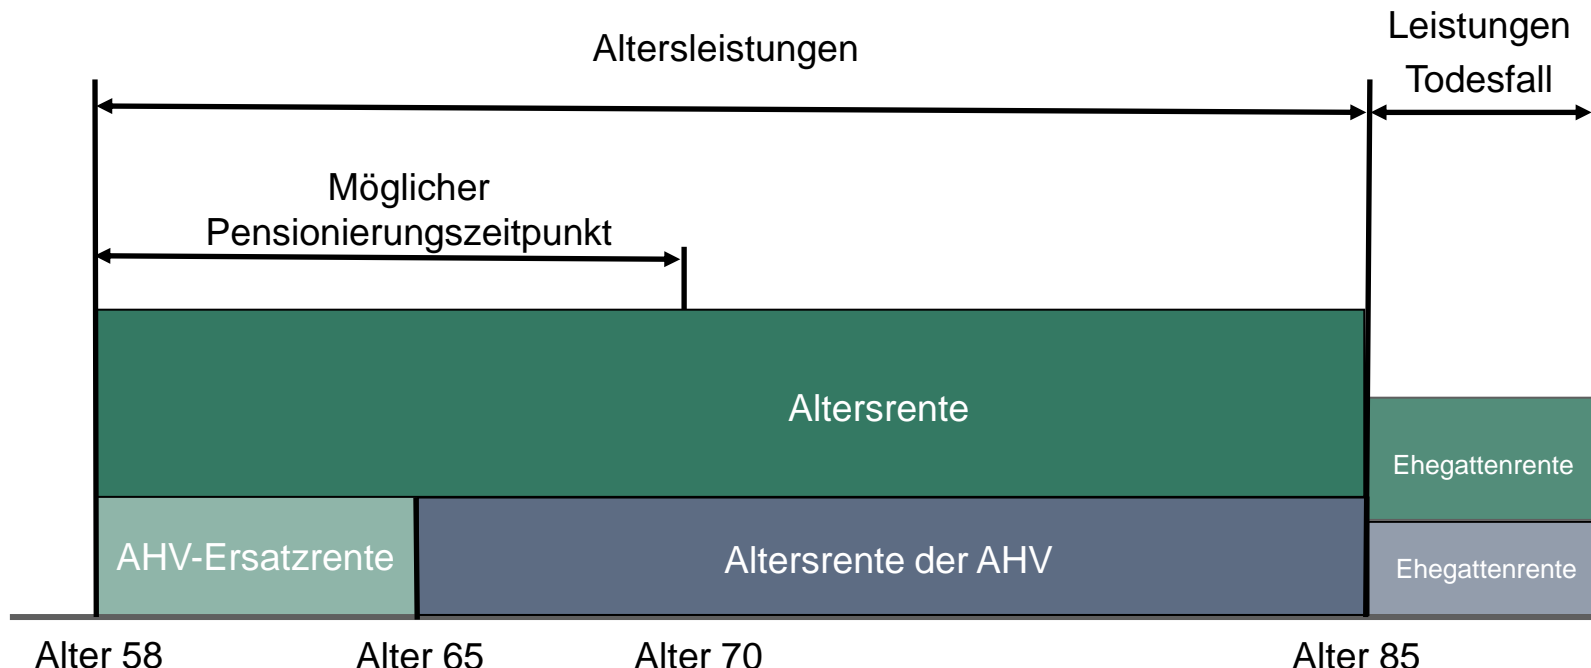 Altersleistungen
Leistungen
Todesfall
Möglicher
Pensionierungszeitpunkt
Altersrente
Ehegattenrente
AHV-Ersatzrente
Altersrente der AHV
Ehegattenrente
Alter 58
Alter 65
Alter 70
Alter 85